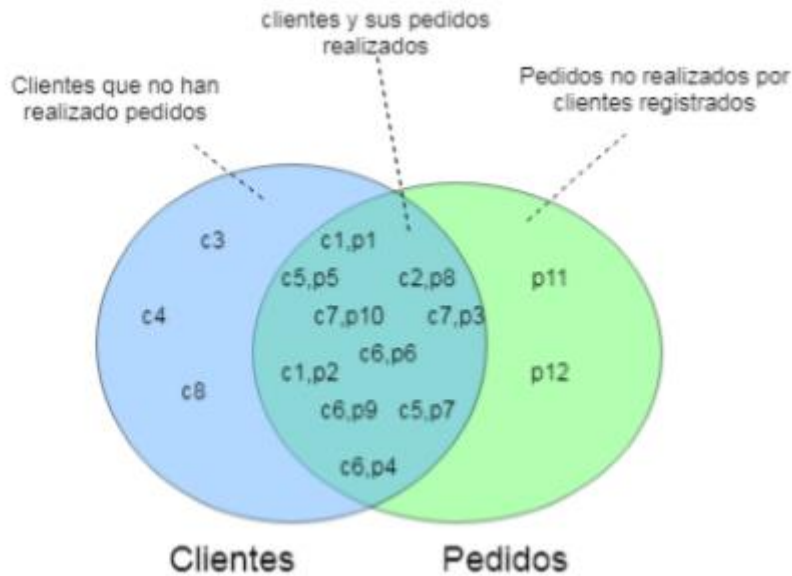 clientes y sus pedidos
realizados
Clientes que no han
realizado pedidos
Pedidos no realizados por
clientes registrados
c3
c1,p1
c5,p5
c2,p8
p11
c4
c7,p10
c7,p3
c6,p6
c1,p2
p12
c8
c6,p9
c5,p7
c6,p4
Clientes
Pedidos